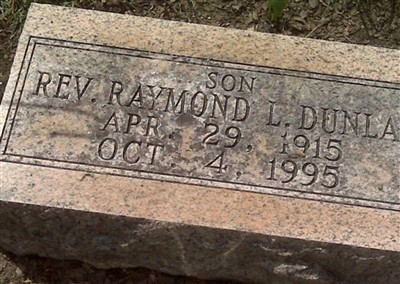 SON
REV. RAYMOND L. DUNLA
APR. 29, 1915
OCT. 4, 1995